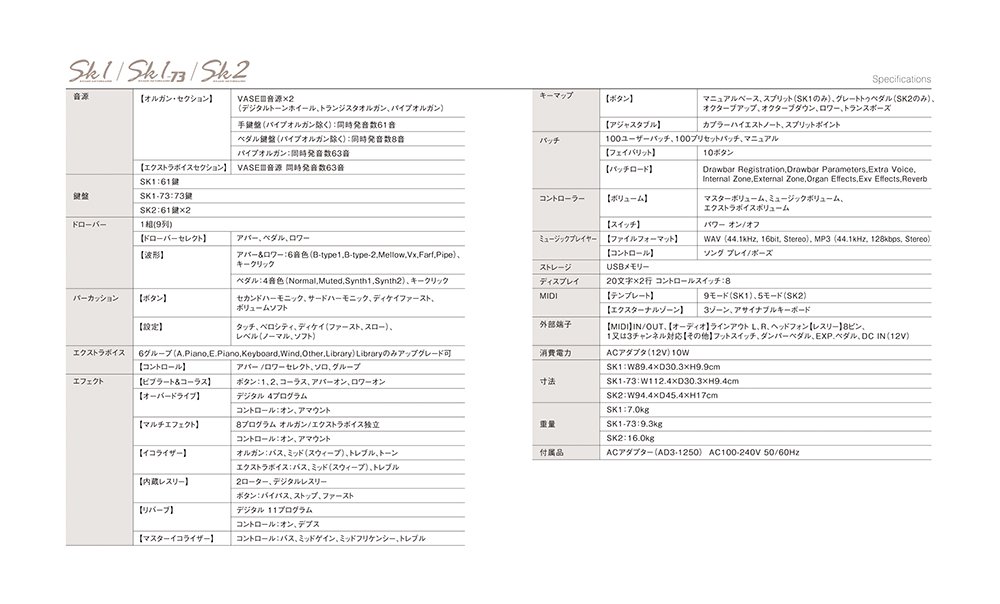 Sk1 / Sk1-73 / Sk2
Specifications
音源
【オルガン・セクション】
VASEⅢ音源×2
(デジタルトーンホイール、トランジスタオルガン、パイプオルガン)
手鍵盤(パイプオルガン除く):同時発音数61音
ペダル鍵盤(パイプオルガン除く):同時発音数8音
パイプオルガン:同時発音数63音
【エクストラボイスセクション】 VASEⅢ音源 同時発音数63音
鍵盤
SK1:61鍵
SK1-73:73鍵
SK2:61鍵×2
ドローバー
1組(9列)
【ドローバーセレクト】 アパー、ペダル、ロワー
【波形】
アパー&ロワー:6音色(B-type1,B-type-2,Mellow,Vx,Farf,Pipe)、
キークリック
ペダル:4音色(Normal,Muted,Synth1,Synth2)、キークリック
パーカッション
【ボタン】
セカンドハーモニック、サードハーモニック、ディケイファースト、
ボリュームソフト
【設定】
タッチ、ベロシティ、ディケイ(ファースト、スロー)、
レベル(ノーマル、ソフト)
エクストラボイス
6グループ(A.Piano,E.Piano,Keyboard,Wind,Other,Library)Libraryのみアップグレード可
【コントロール】 アパー/ロワーセレクト、ソロ、グループ
エフェクト
【ビブラート&コーラス】 ボタン:1、2、コーラス、アパーオン、ロワーオン
【オーバードライブ】 デジタル 4プログラム
コントロール:オン、アマウント
【マルチエフェクト】 8プログラム オルガン/エクストラボイス独立
コントロール:オン、アマウント
【イコライザー】 オルガン:バス、ミッド(スウィープ)、トレブル、トーン
エクストラボイス:バス、ミッド(スウィープ)、トレブル
【内蔵レスリー】 2ローター、デジタルレスリー
ボタン:バイパス、ストップ、ファースト
【リバーブ】 デジタル 11プログラム
コントロール:オン、デプス
【マスターイコライザー】 コントロール:バス、ミッドゲイン、ミッドフリケンシー、トレブル
キーマップ
【ボタン】
マニュアルベース、スプリット(SK1のみ)、グレートトゥペダル(SK2のみ)、
オクターブアップ、オクターブダウン、ロワー、トランスポーズ
【アジャスタブル】 カプラーハイエストノート、スプリットポイント
パッチ
100ユーザーパッチ、100プリセットパッチ、マニュアル
【フェイバリット】 10ボタン
【パッチロード】
Drawbar Registration,Drawbar Parameters,Extra Voice,
Internal Zone,External Zone,Organ Effects,Exv Effects,Reverb
コントローラー
【ボリューム】
マスターボリューム、ミュージックボリューム、
エクストラボイスボリューム
【スイッチ】 パワー オン/オフ
ミュージックプレイヤー
【ファイルフォーマット】 WAV (44.1kHz, 16bit, Stereo), MP3 (44.1kHz, 128kbps, Stereo)
【コントロール】 ソング プレイ/ポーズ
ストレージ USBメモリー
ディスプレイ 20文字×2行 コントロールスイッチ:8
MIDI
【テンプレート】 9モード(SK1)、5モード(SK2)
【エクスターナルゾーン】 3ゾーン、アサイナブルキーボード
外部端子
【MIDI】IN/OUT、【オーディオ】ラインアウト L、R、ヘッドフォン【レスリー】8ピン、
1又は3チャンネル対応【その他】フットスイッチ、ダンパーペダル、EXP.ペダル、DC IN(12V)
消費電力 ACアダプタ(12V)10W
寸法
SK1:W89.4×D30.3×H9.9cm
SK1-73:W112.4×D30.3×H9.4cm
SK2:W94.4×D45.4×H17cm
重量
SK1:7.0kg
SK1-73:9.3kg
SK2:16.0kg
付属品 ACアダプター(AD3-1250) AC100-240V 50/60Hz